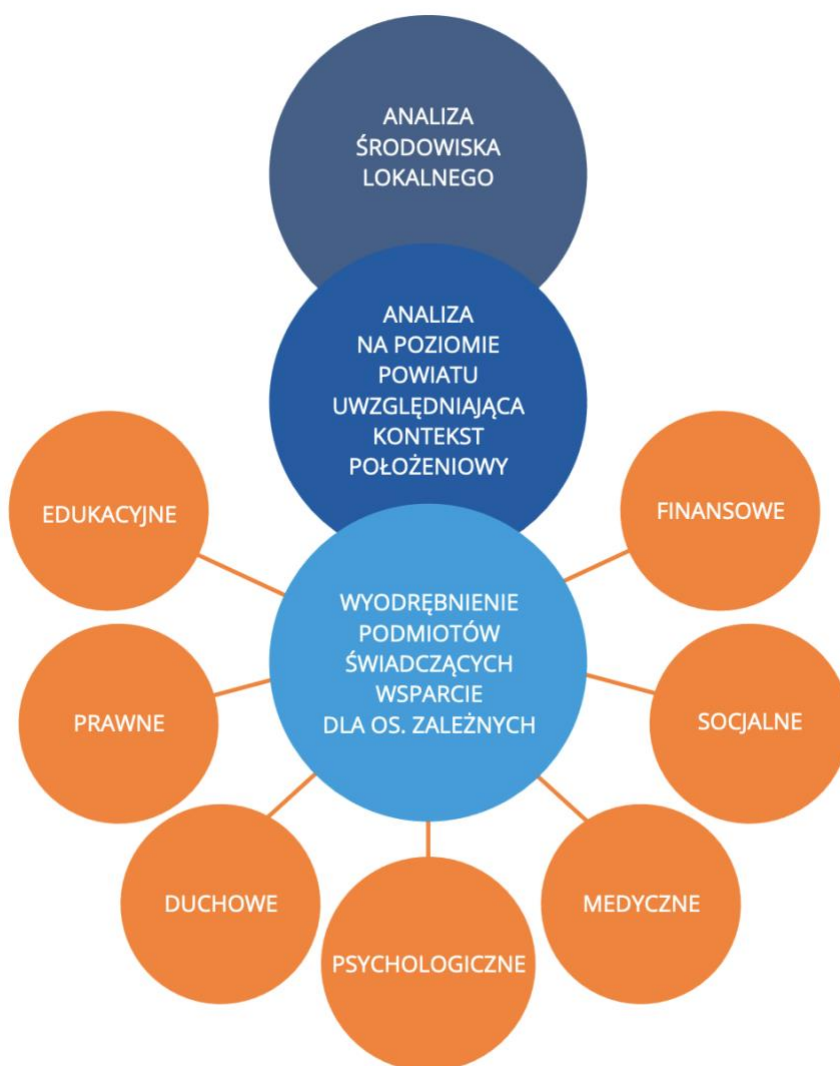 ANALIZA
ŚRODOWISKA
LOKALNEGO
ANALIZA
NA POZIOMIE
POWIATU
UWZGLĘDNIAJĄCA
KONTEKST
POŁOŻENIOWY
EDUKACYJNE
FINANSOWE
WYODRĘBNIENIE
PODMIOTÓW
ŚWIADCZĄCYCH
WSPARCIE
DLA OS. ZALEŻNYCH
PRAWNE
SOCJALNE
DUCHOWE
MEDYCZNE
PSYCHOLOGICZNE